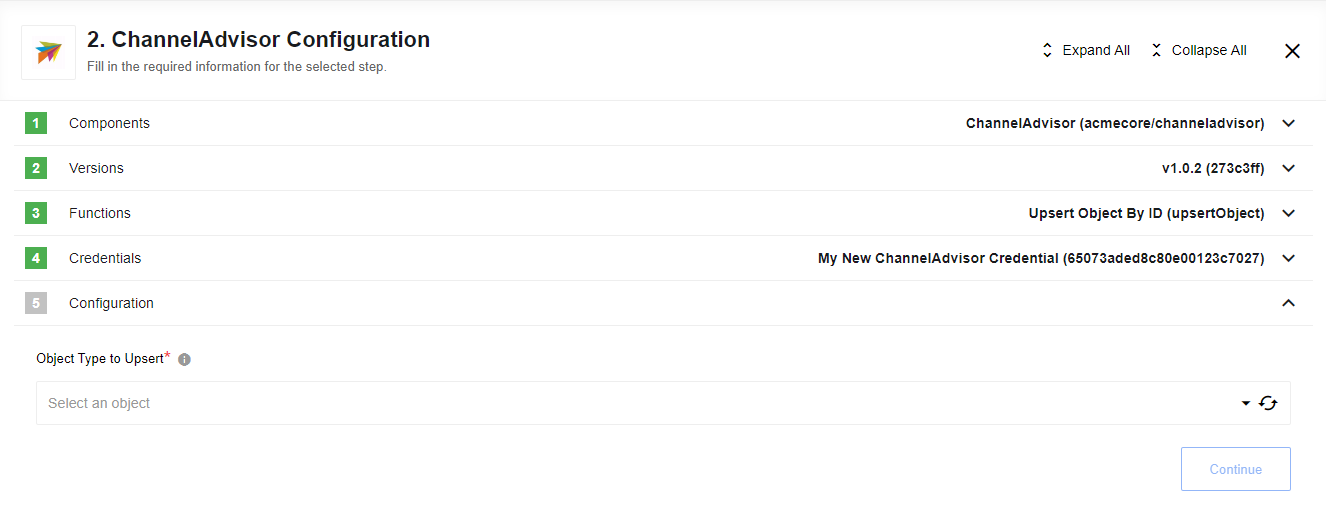 2. ChannelAdvisor Configuration
Fill in the required information for the selected step.
Expand All
Collapse All
1 Components ChannelAdvisor (acmecore/channeladvisor)
2 Versions v1.0.2 (273c3ff)
3 Functions Upsert Object By ID (upsertObject)
4 Credentials My New ChannelAdvisor Credential (65073aded8c80e00123c7027)
5 Configuration
Object Type to Upsert*
Select an object
Continue